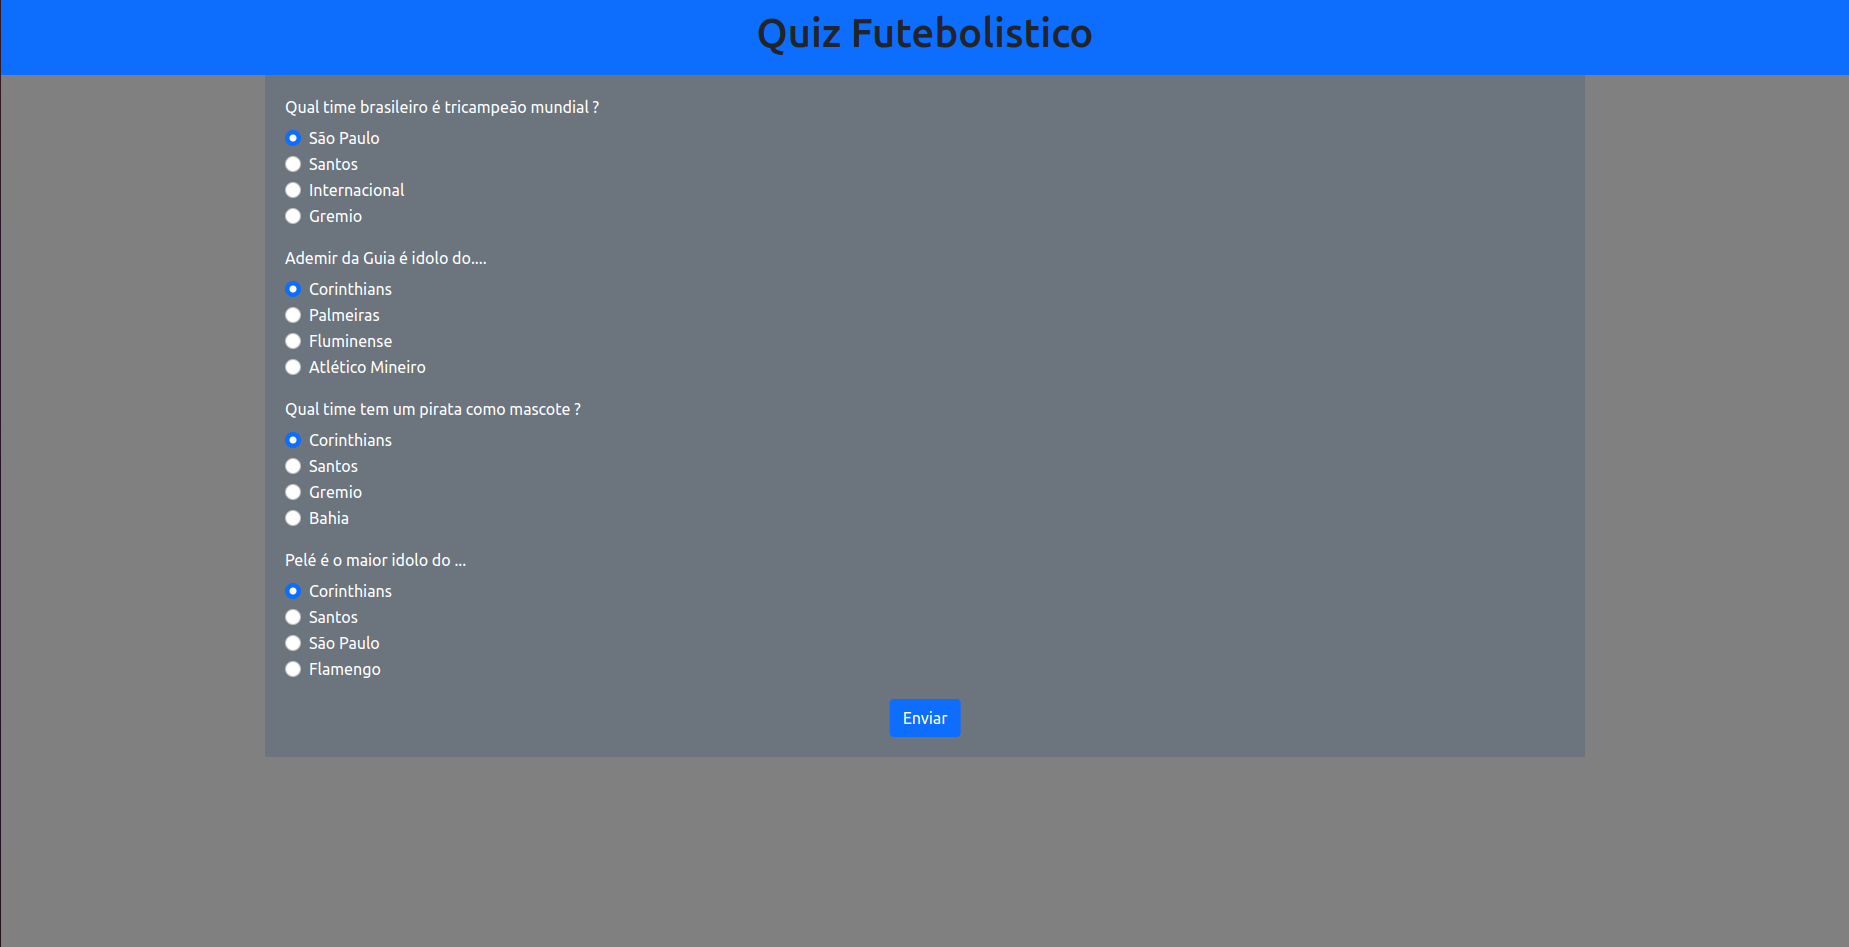 Quiz Futebolistico
Qual time brasileiro é tricampeão mundial ?
São Paulo
Santos
Internacional
Gremio
Ademir da Guia é idolo do....
Corinthians
Palmeiras
Fluminense
Atlético Mineiro
Qual time tem um pirata como mascote ?
Corinthians
Santos
Gremio
Bahia
Pelé é o maior idolo do ...
Corinthians
Santos
São Paulo
Flamengo
Enviar